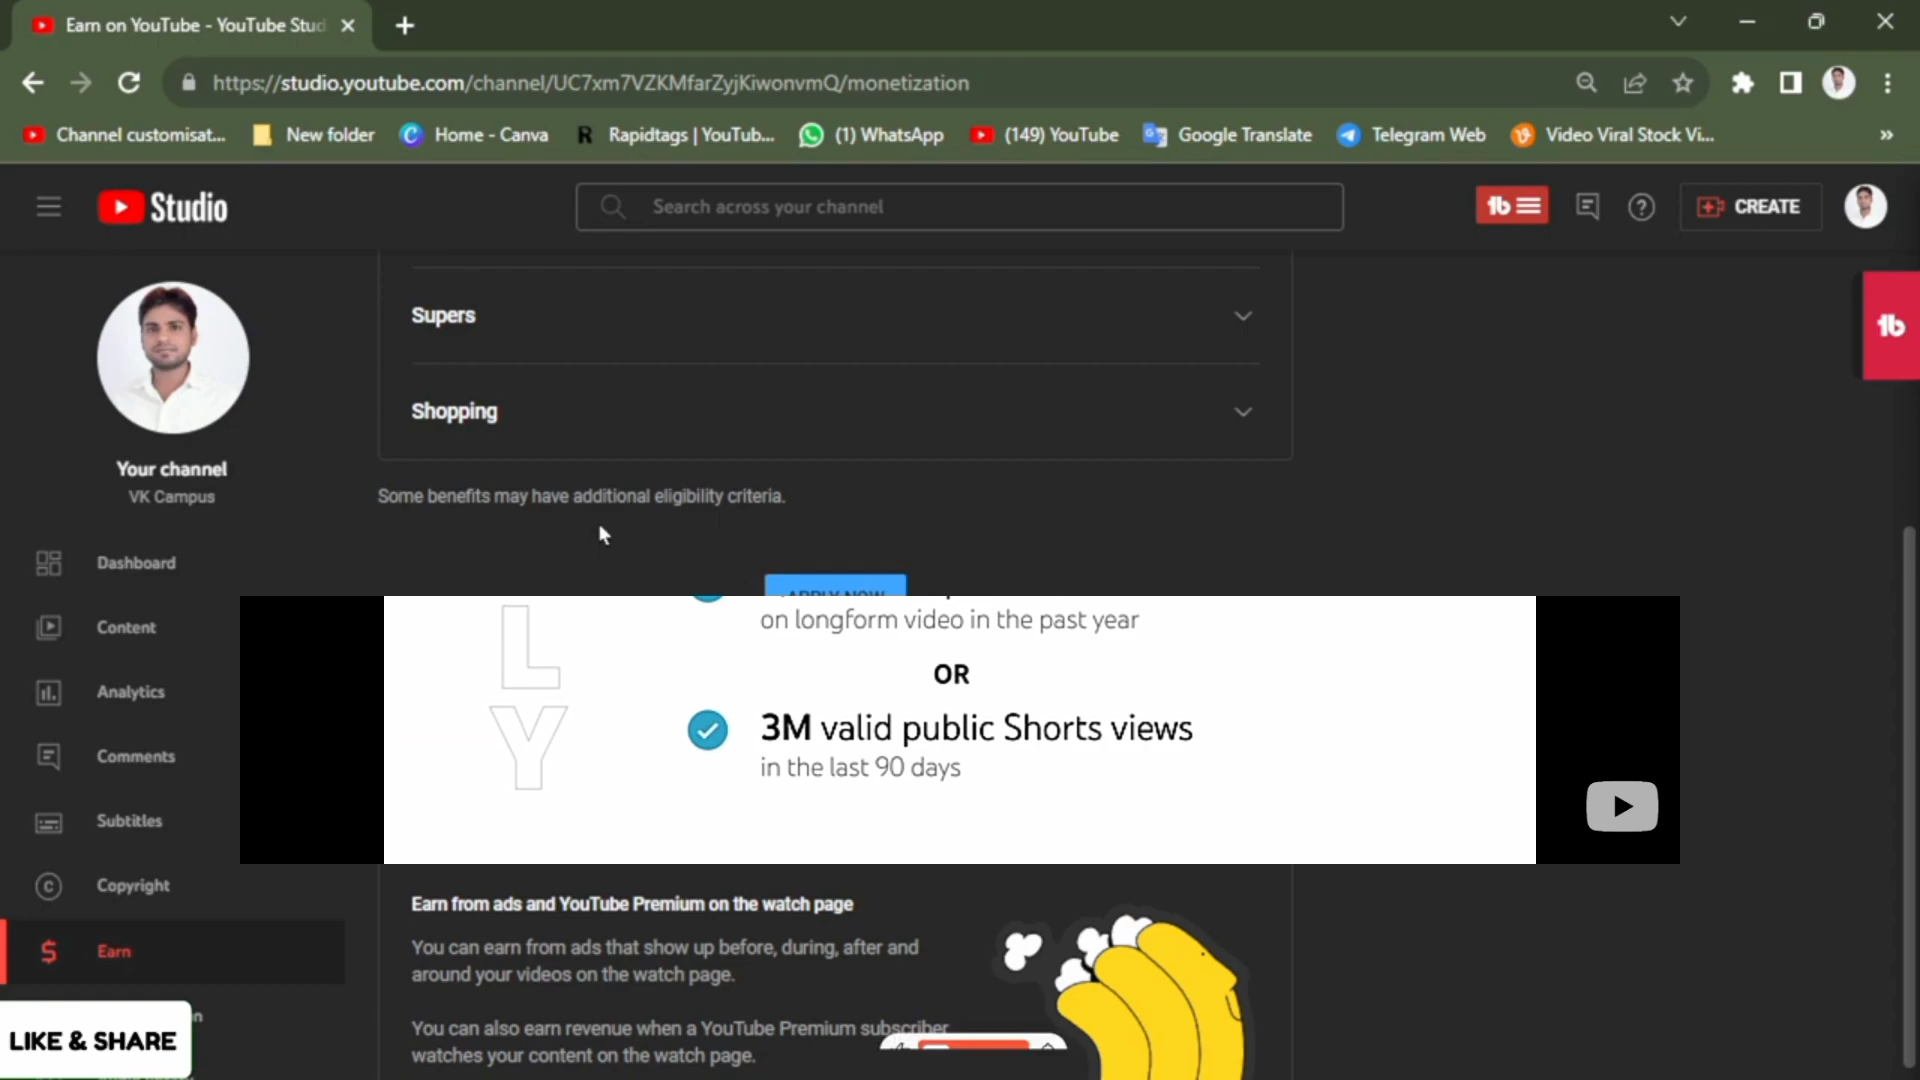 Earn on YouTube - YouTube Stud
https://studio.youtube.com/channel/UC7xm7VZKMfarZyjKiwonvmQ/monetization
Channel customisat... New folder Home - Canva Rapidtags | YouTub... (1) WhatsApp (149) YouTube Google Translate Telegram Web Video Viral Stock Vi... »
Studio
Search across your channel
CREATE
Supers
Shopping
Your channel
VK Campus
Some benefits may have additional eligibility criteria.
Dashboard
APPLY NOW
on longform video in the past year
Content
L
OR
Analytics
3M valid public Shorts views
Y
in the last 90 days
Comments
Subtitles
Copyright
Earn from ads and YouTube Premium on the watch page
You can earn from ads that show up before, during, after and
around your videos on the watch page.
Earn
You can also earn revenue when a YouTube Premium subscriber
watches your content on the watch page.
LIKE & SHARE